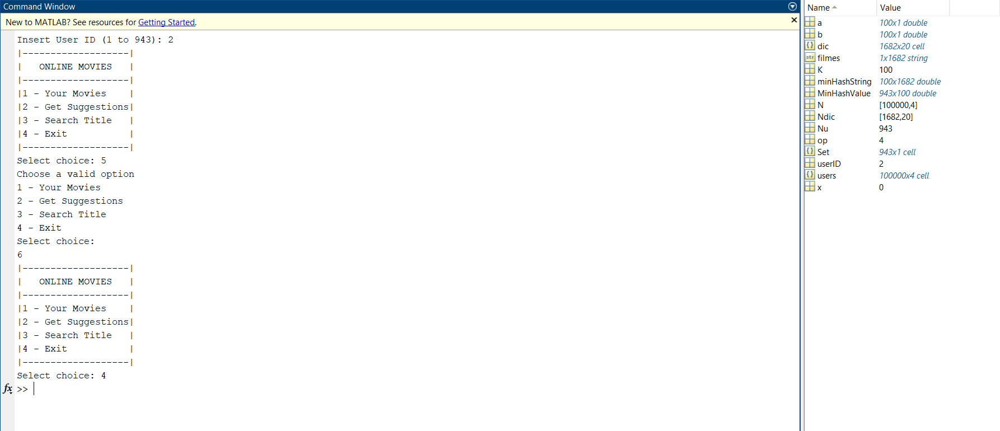 Command Window
New to MATLAB? See resources for Getting Started.
Insert User ID (1 to 943): 2
|-------------------|
|   ONLINE MOVIES   |
|-------------------|
|1 - Your Movies    |
|2 - Get Suggestions|
|3 - Search Title   |
|4 - Exit           |
|-------------------|
Select choice: 5
Choose a valid option
1 - Your Movies
2 - Get Suggestions
3 - Search Title
4 - Exit
Select choice:
6
|-------------------|
|   ONLINE MOVIES   |
|-------------------|
|1 - Your Movies    |
|2 - Get Suggestions|
|3 - Search Title   |
|4 - Exit           |
|-------------------|
Select choice: 4
fx >>
Name Value
a 100x1 double
b 100x1 double
{} dic 1682x20 cell
str filmes 1x1682 string
K 100
minHashString 100x1682 double
MinHashValue 943x100 double
N [100000,4]
Ndic [1682,20]
Nu 943
op 4
{} Set 943x1 cell
userID 2
{} users 100000x4 cell
x 0